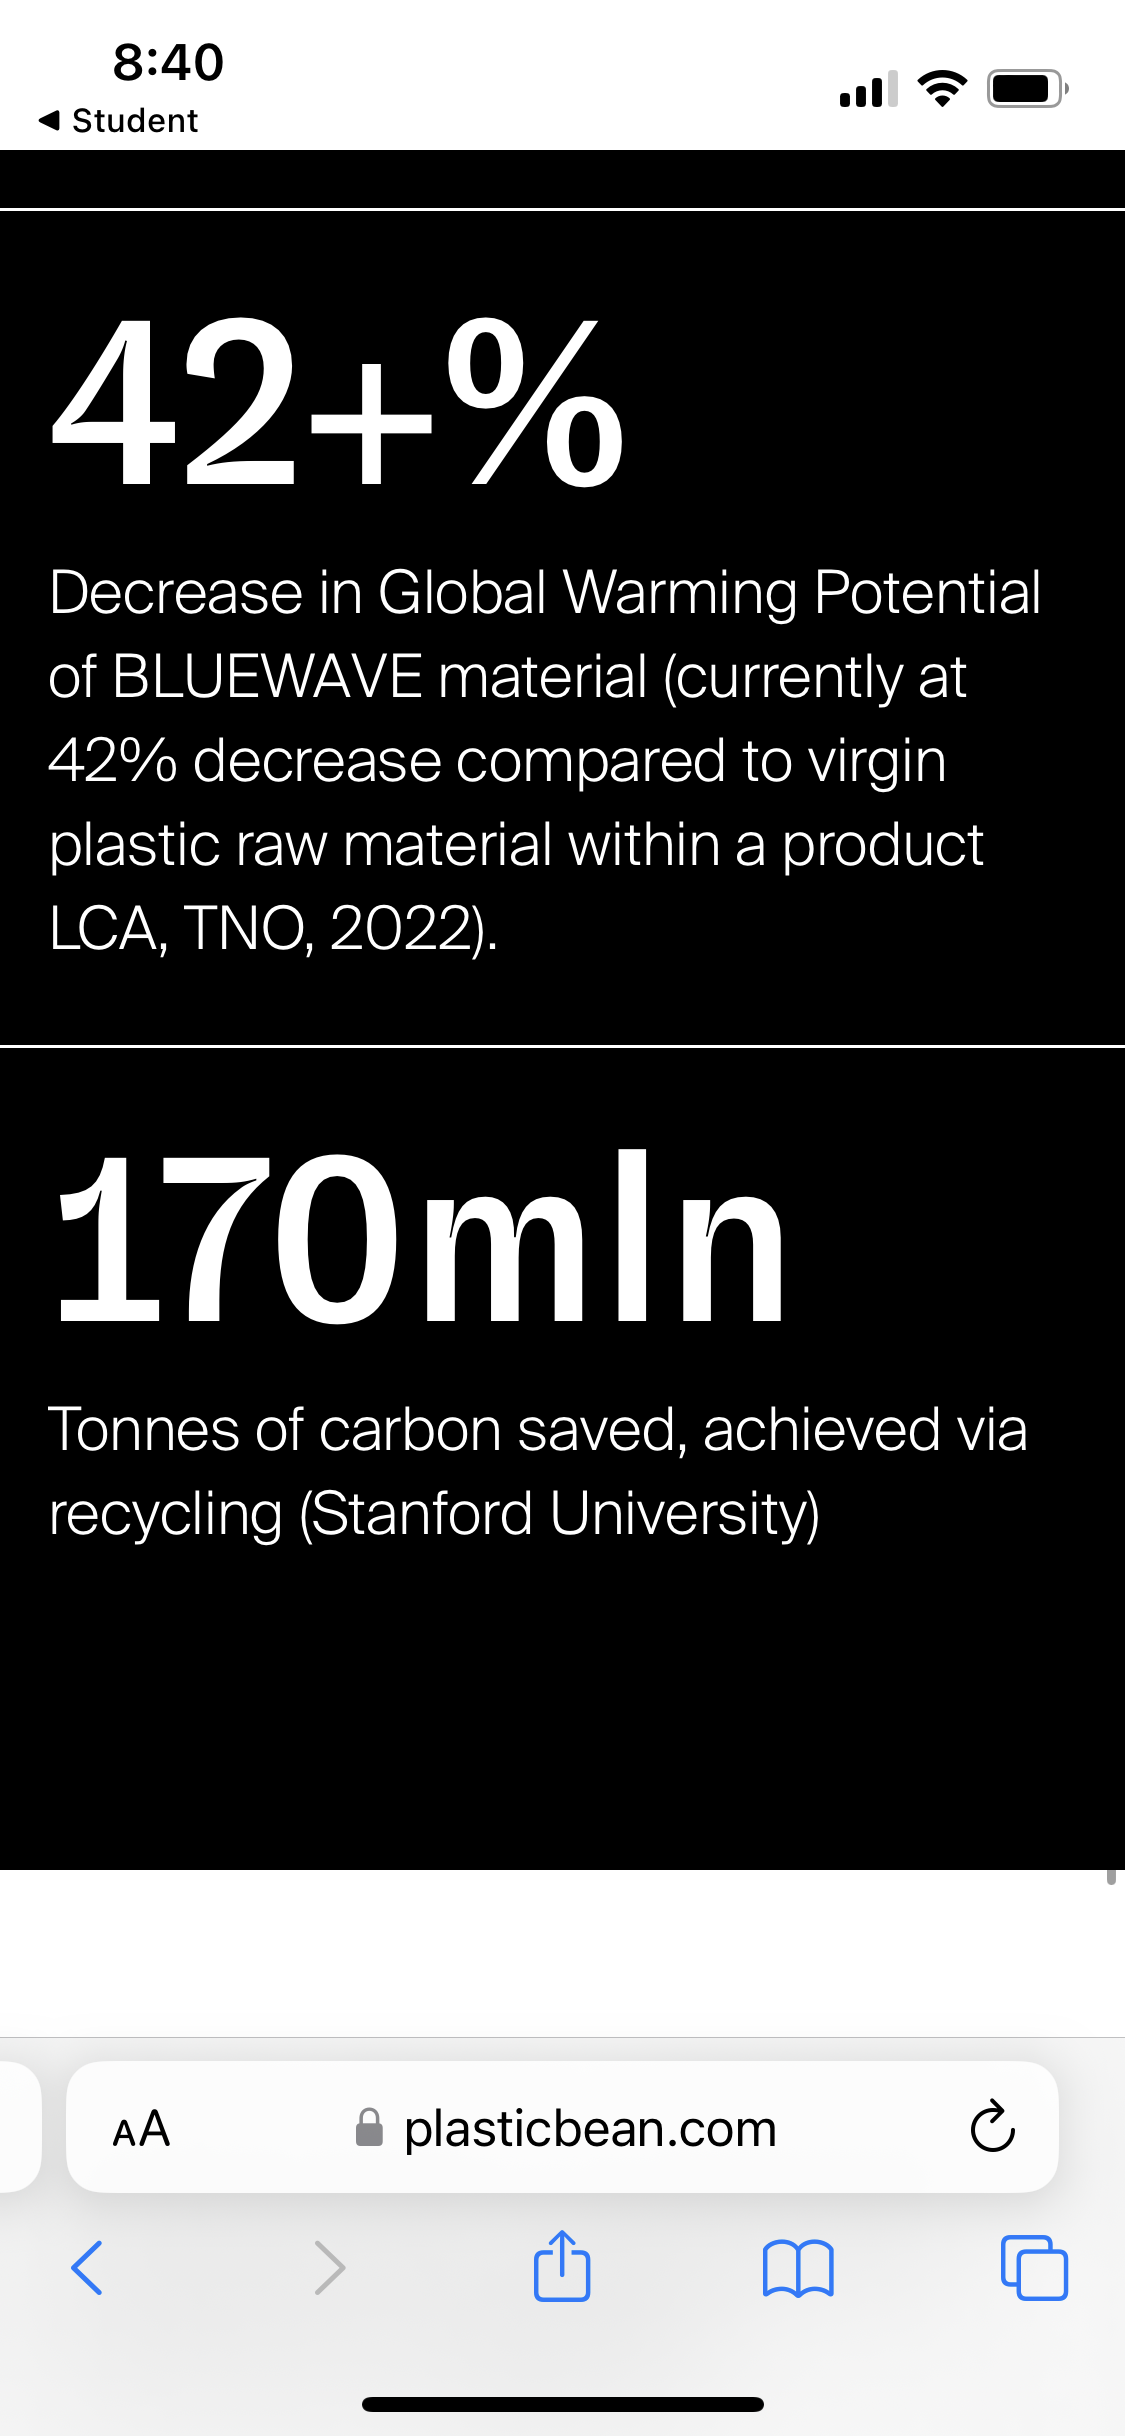 8:40
◀ Student
42+%
Decrease in Global Warming Potential
of BLUEWAVE material (currently at
42% decrease compared to virgin
plastic raw material within a product
LCA, TNO, 2022).
170mln
Tonnes of carbon saved, achieved via
recycling (Stanford University)
AA plasticbean.com